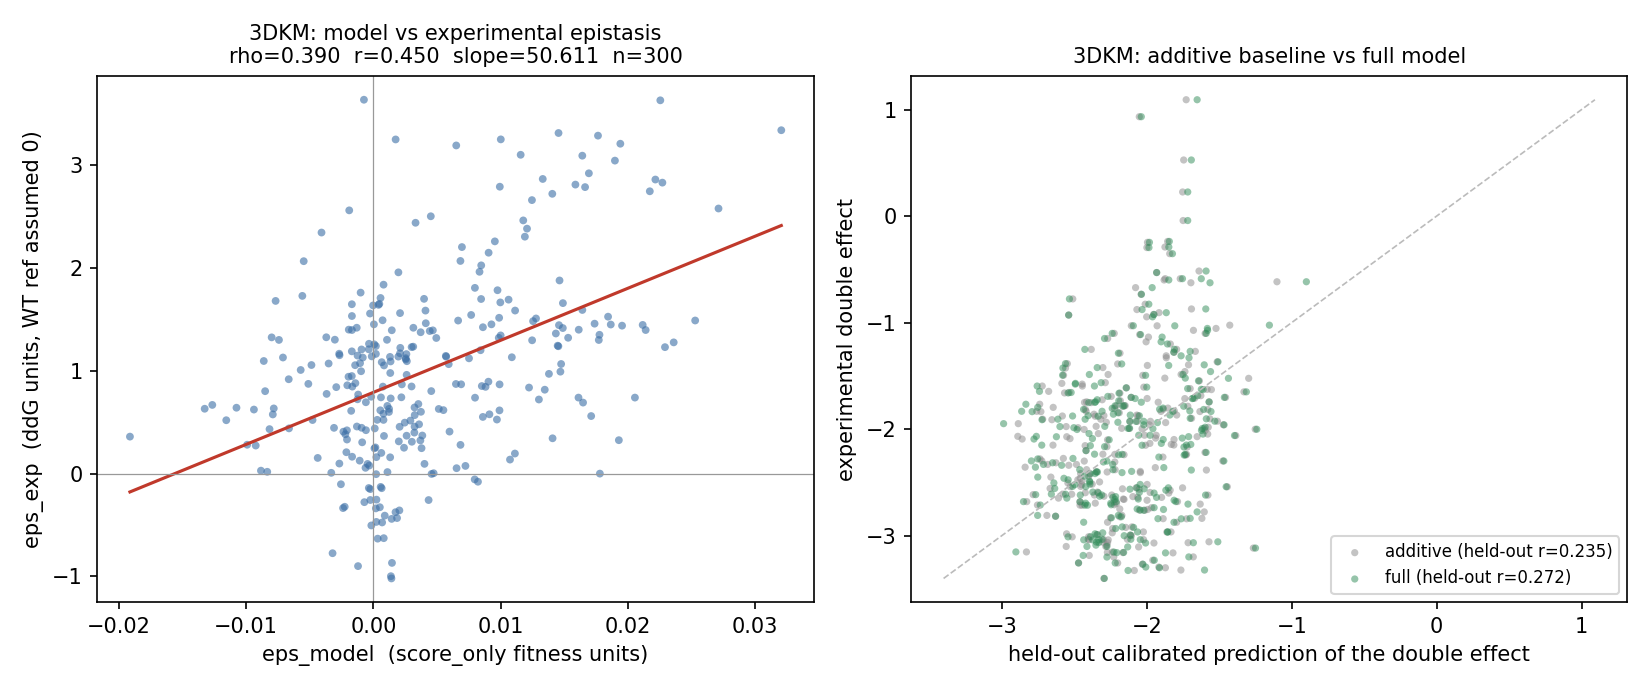 3DKM: model vs experimental epistasis
rho=0.390  r=0.450  slope=50.611  n=300
eps_exp  (ddG units, WT ref assumed 0)
3
2
1
0
−1
−0.02
−0.01
0.00
0.01
0.02
0.03
eps_model  (score_only fitness units)
3DKM: additive baseline vs full model
experimental double effect
1
0
−1
−2
−3
additive (held-out r=0.235)
full (held-out r=0.272)
−3
−2
−1
0
1
held-out calibrated prediction of the double effect